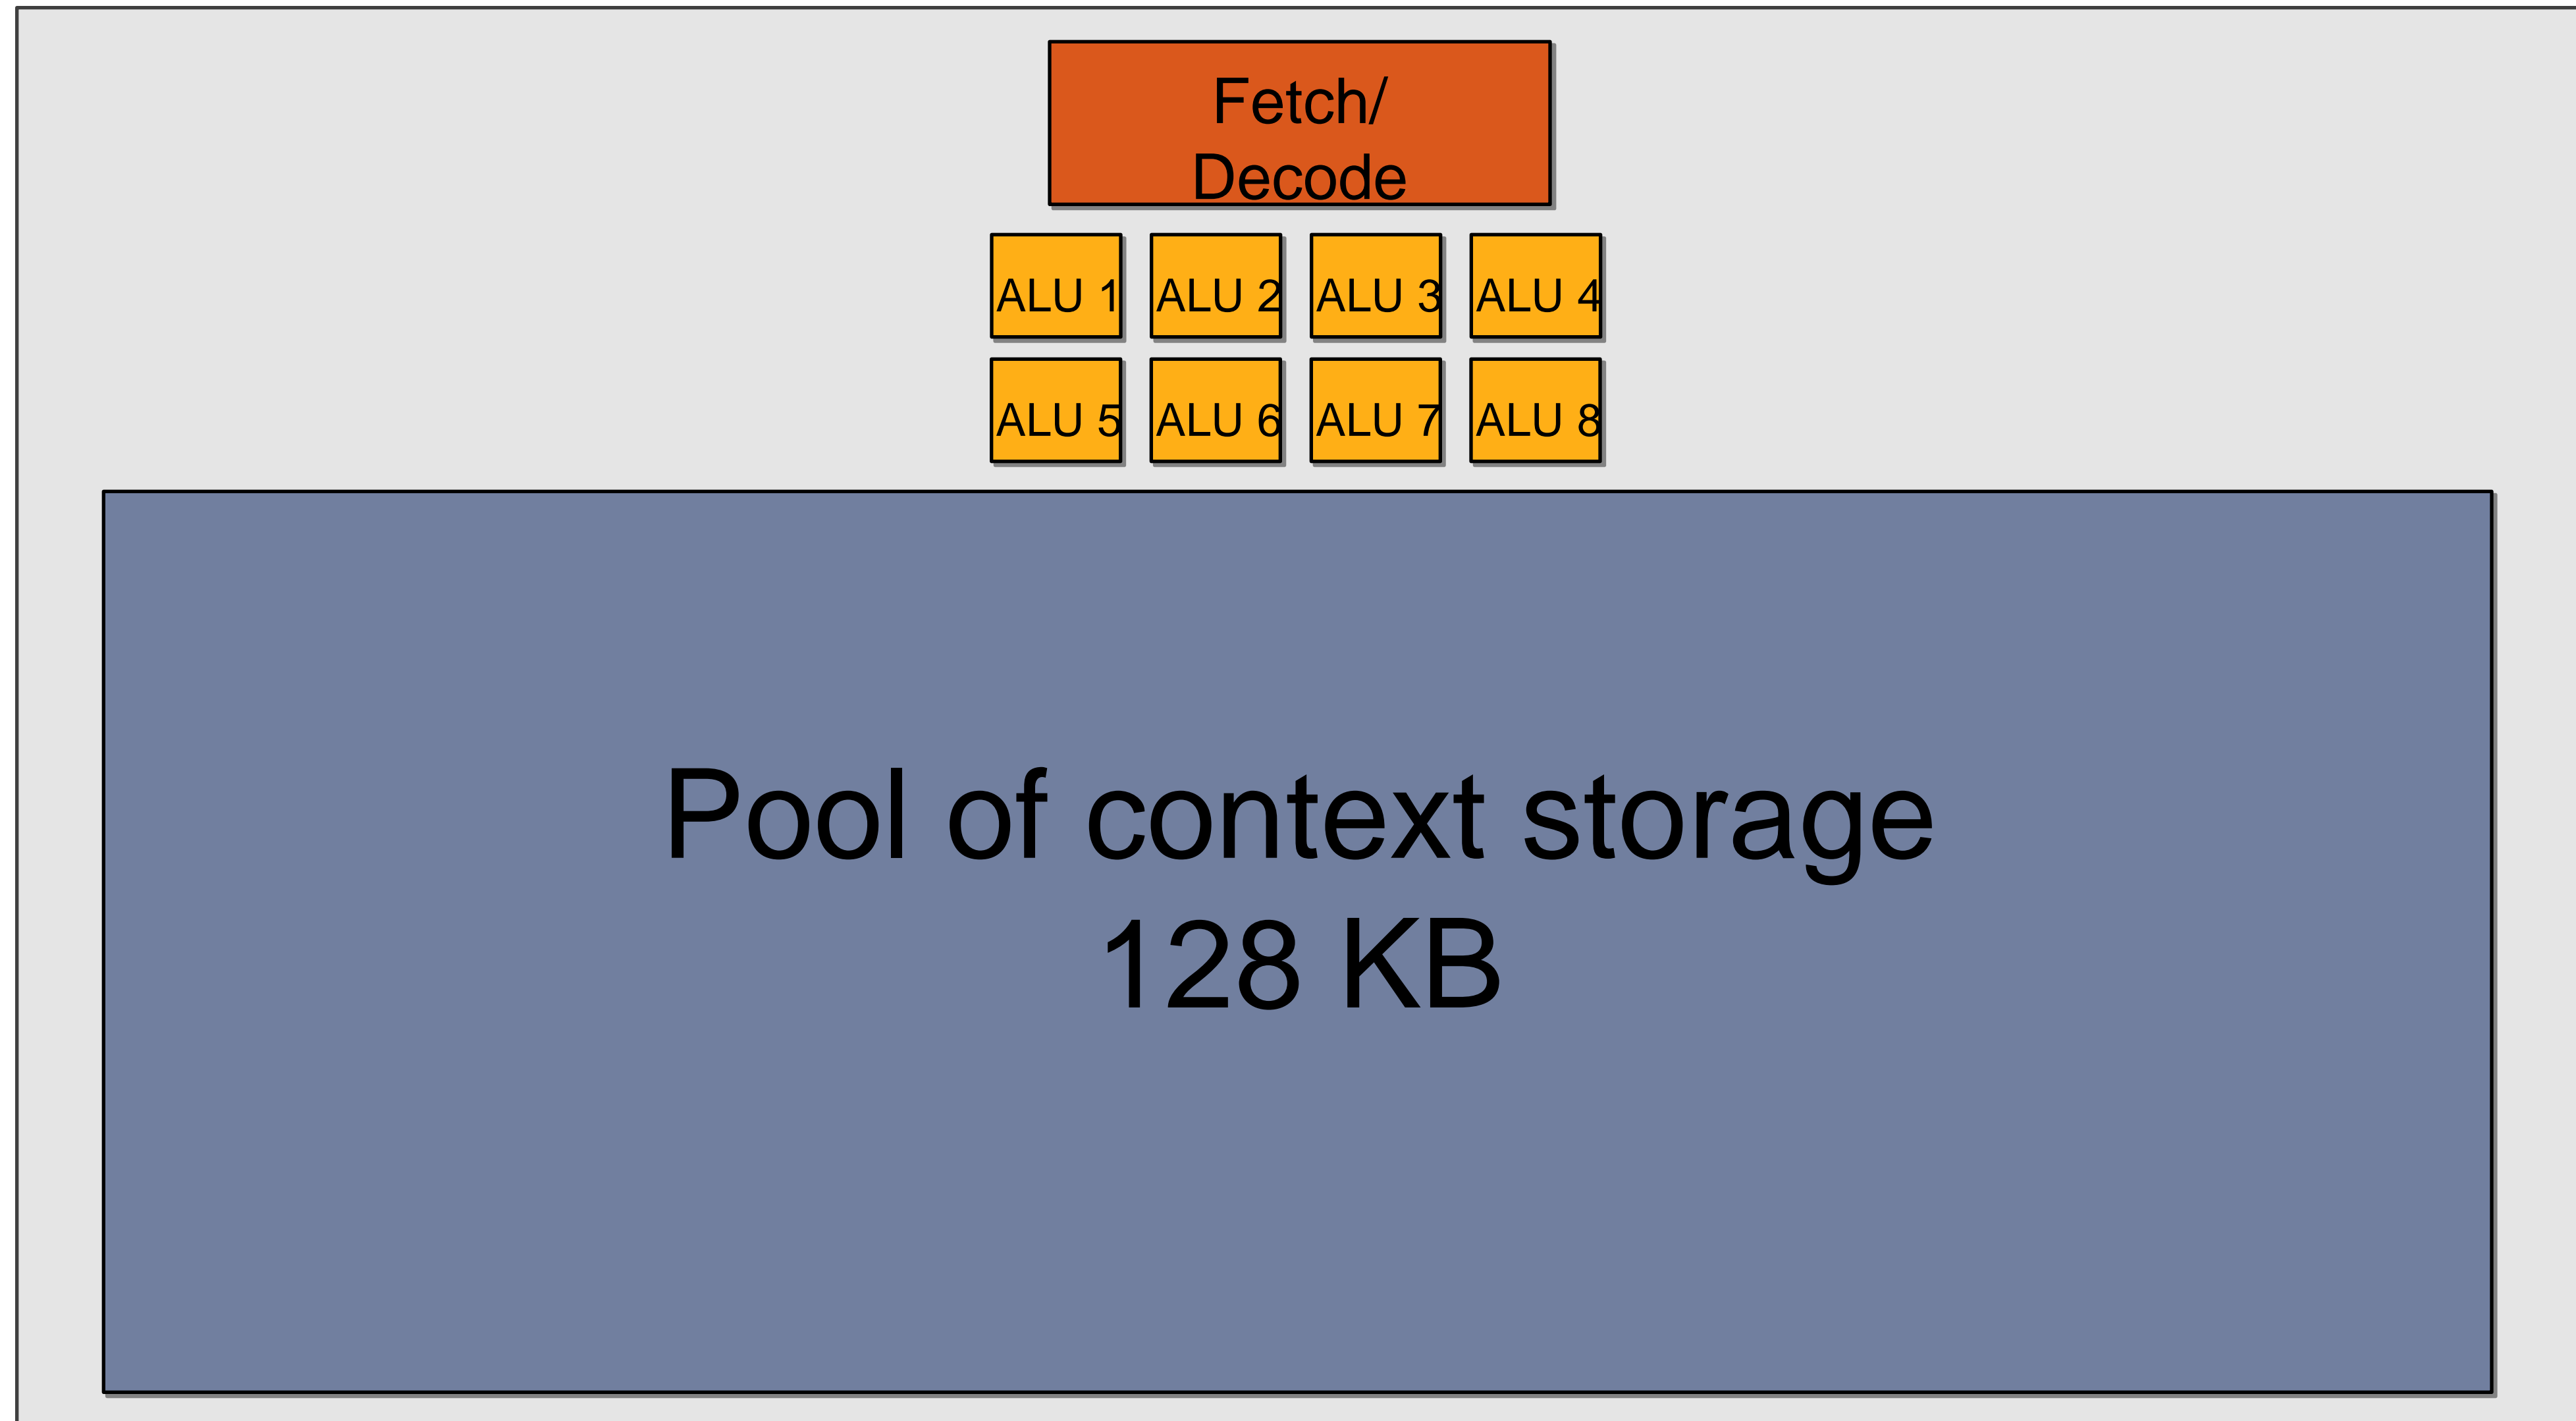 Fetch/
Decode
ALU 1 ALU 2 ALU 3 ALU 4
ALU 5 ALU 6 ALU 7 ALU 8
Pool of context storage
128 KB